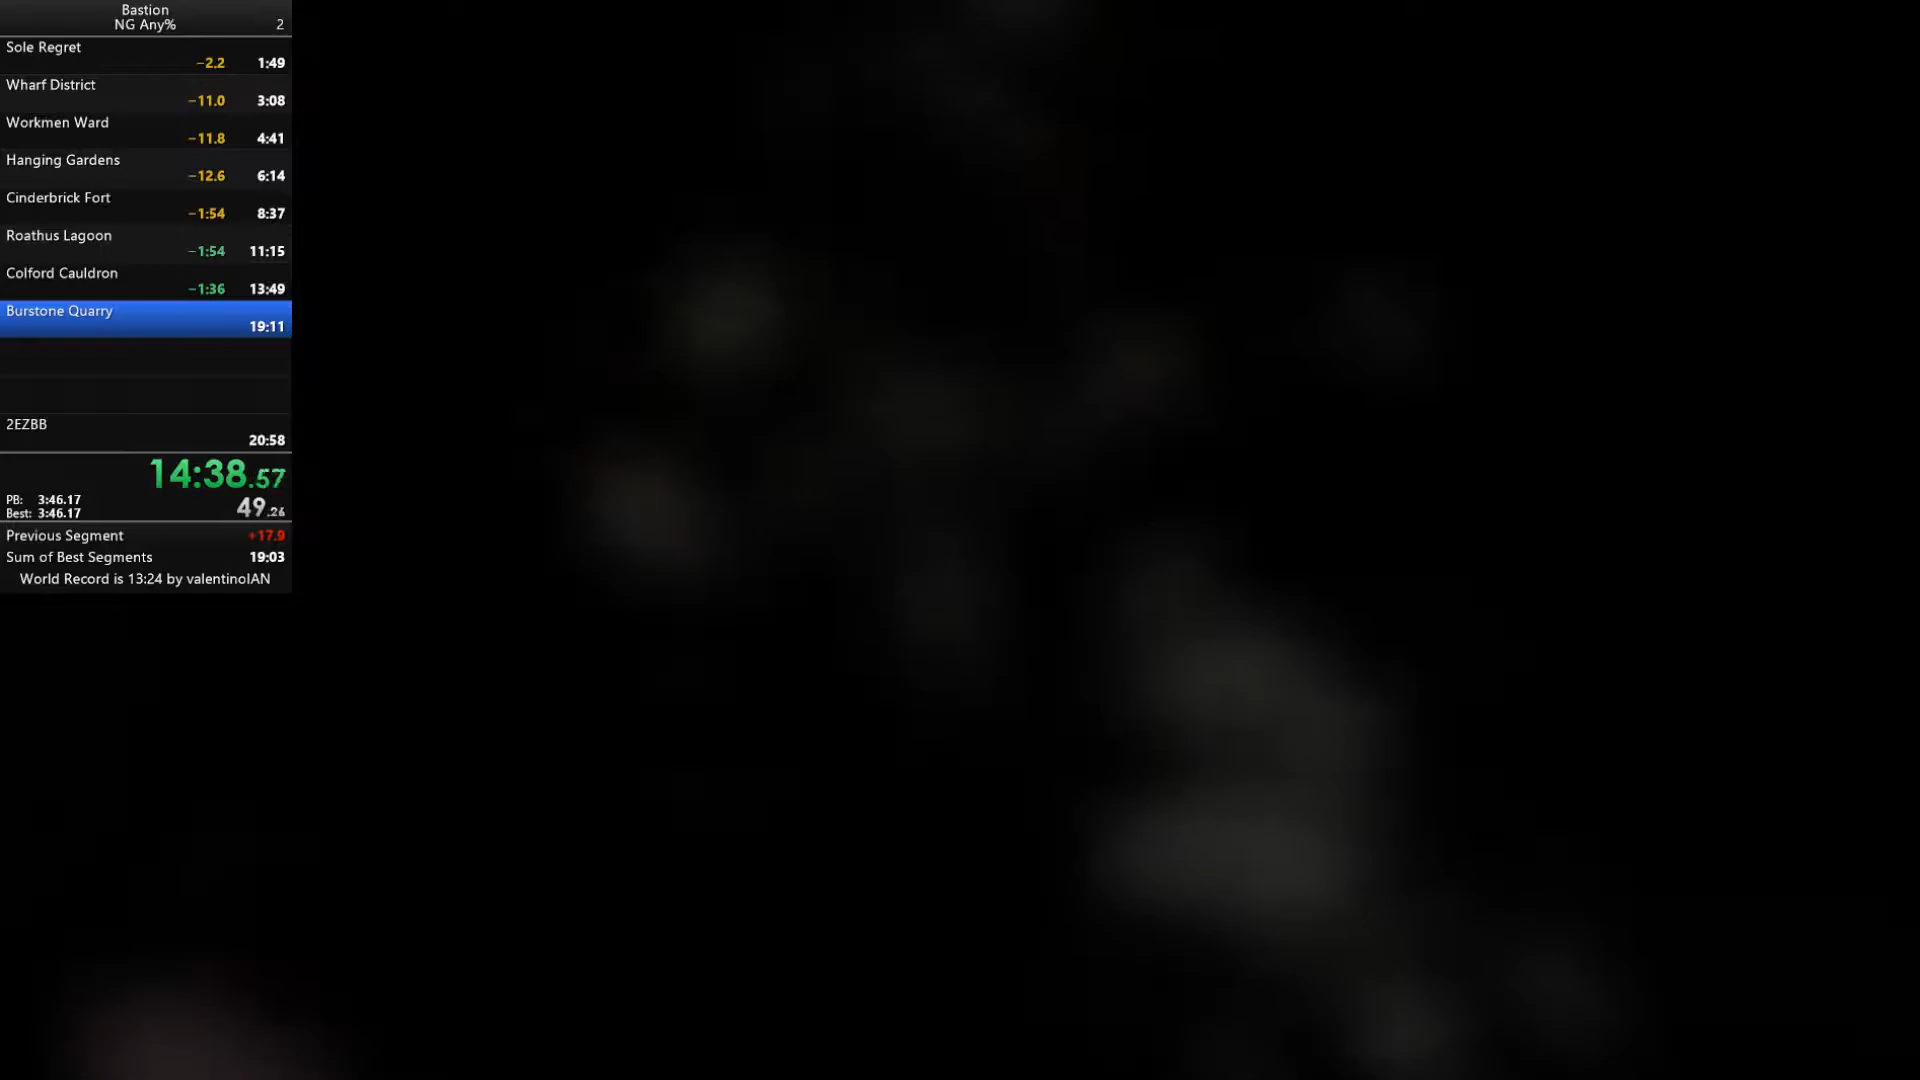 Bastion
NG Any% 2
Sole Regret
−2.2 1:49
Wharf District
−11.0 3:08
Workmen Ward
−11.8 4:41
Hanging Gardens
−12.6 6:14
Cinderbrick Fort
−1:54 8:37
Roathus Lagoon
−1:54 11:15
Colford Cauldron
−1:36 13:49
Burstone Quarry
19:11
2EZBB
20:58
14:38.57
PB: 3:46.17
Best: 3:46.17
49.26
Previous Segment +17.9
Sum of Best Segments 19:03
World Record is 13:24 by valentinoIAN